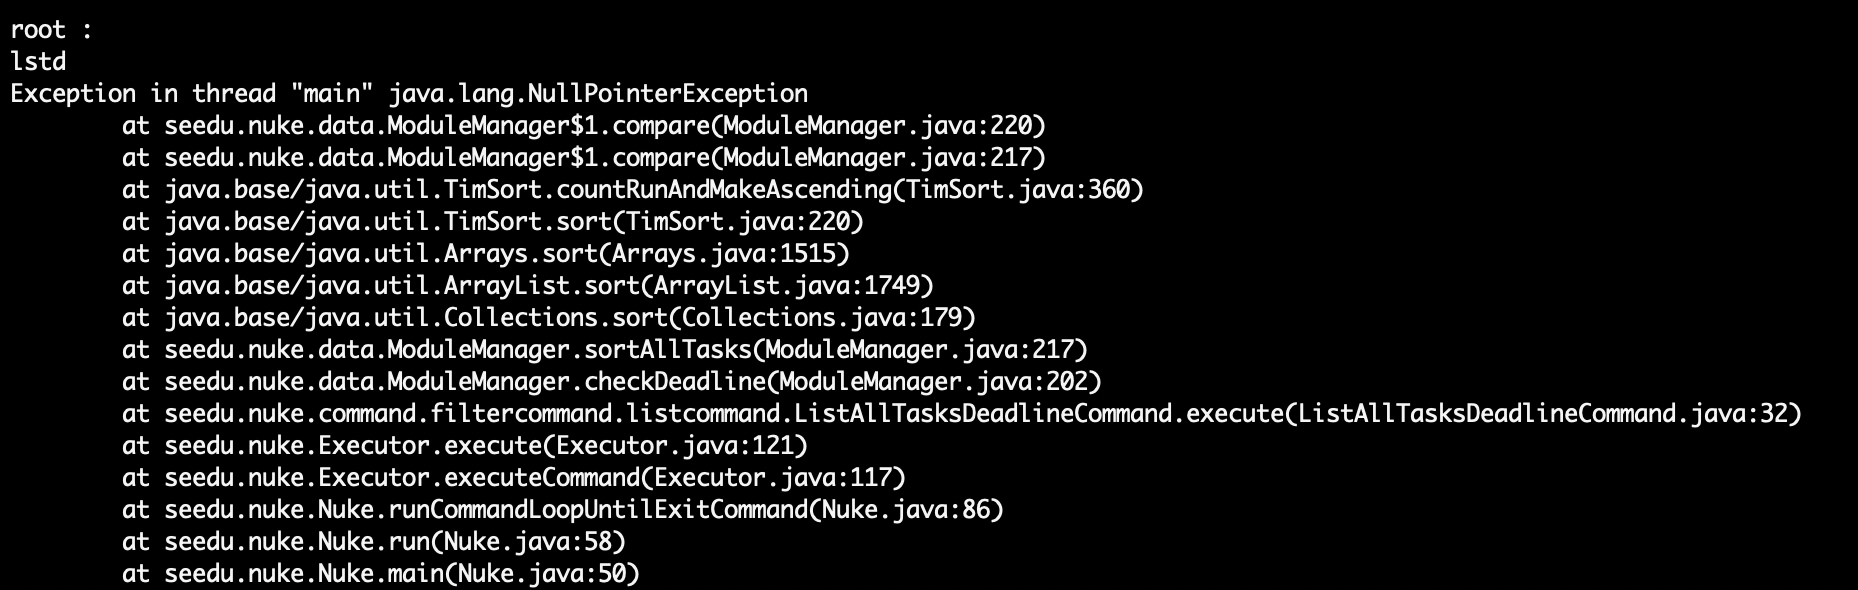 root :
lstd
Exception in thread "main" java.lang.NullPointerException
        at seedu.nuke.data.ModuleManager$1.compare(ModuleManager.java:220)
        at seedu.nuke.data.ModuleManager$1.compare(ModuleManager.java:217)
        at java.base/java.util.TimSort.countRunAndMakeAscending(TimSort.java:360)
        at java.base/java.util.TimSort.sort(TimSort.java:220)
        at java.base/java.util.Arrays.sort(Arrays.java:1515)
        at java.base/java.util.ArrayList.sort(ArrayList.java:1749)
        at java.base/java.util.Collections.sort(Collections.java:179)
        at seedu.nuke.data.ModuleManager.sortAllTasks(ModuleManager.java:217)
        at seedu.nuke.data.ModuleManager.checkDeadline(ModuleManager.java:202)
        at seedu.nuke.command.filtercommand.listcommand.ListAllTasksDeadlineCommand.execute(ListAllTasksDeadlineCommand.java:32)
        at seedu.nuke.Executor.execute(Executor.java:121)
        at seedu.nuke.Executor.executeCommand(Executor.java:117)
        at seedu.nuke.Nuke.runCommandLoopUntilExitCommand(Nuke.java:86)
        at seedu.nuke.Nuke.run(Nuke.java:58)
        at seedu.nuke.Nuke.main(Nuke.java:50)